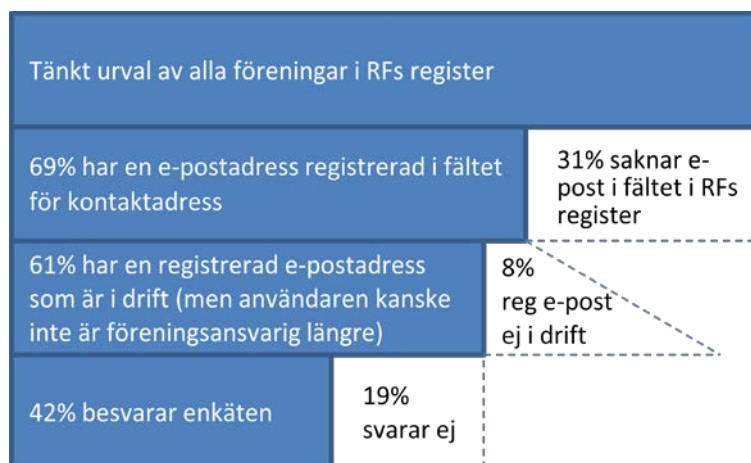 Tänkt urval av alla föreningar i RFs register
69% har en e-postadress registrerad i fältet
för kontaktadress
31% saknar e-
post i fältet i RFs
register
61% har en registrerad e-postadress
som är i drift (men användaren kanske
inte är föreningsansvarig längre)
8%
reg e-post
ej i drift
42% besvarar enkäten
19%
svarar ej